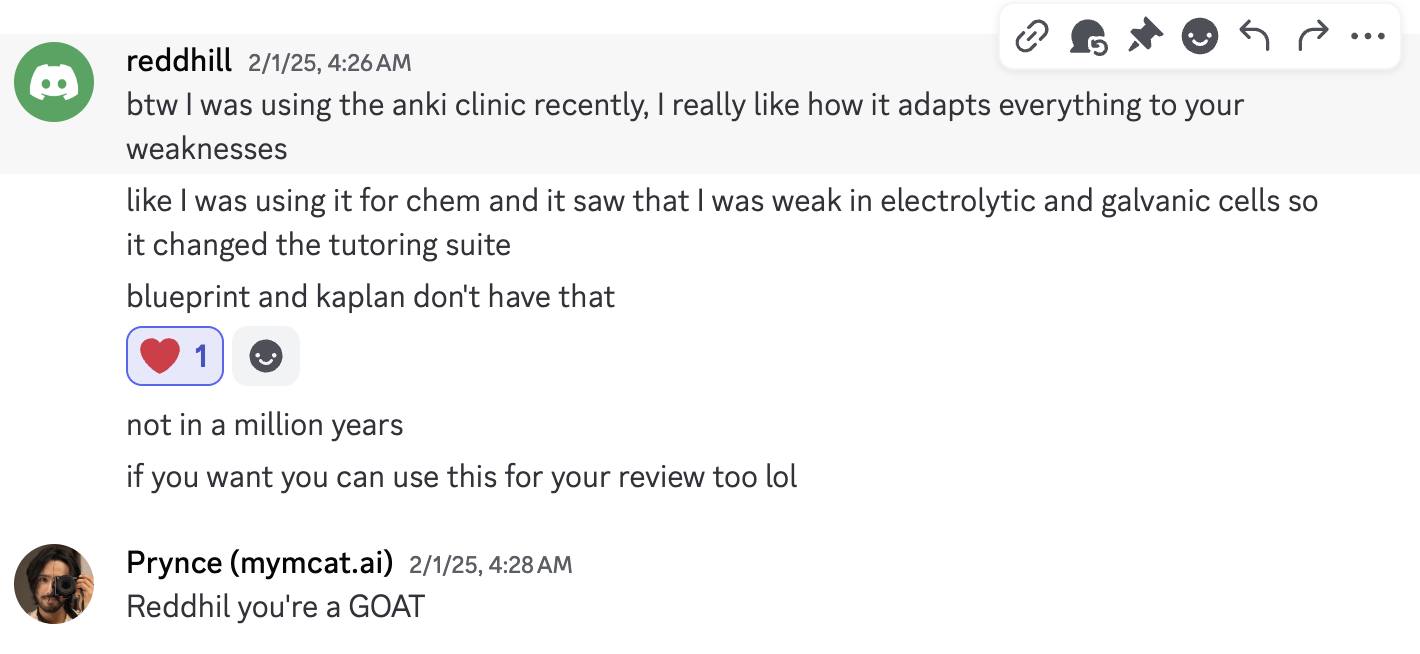 reddhill 2/1/25, 4:26 AM
btw I was using the anki clinic recently, I really like how it adapts everything to your
weaknesses
like I was using it for chem and it saw that I was weak in electrolytic and galvanic cells so
it changed the tutoring suite
blueprint and kaplan don't have that
1
not in a million years
if you want you can use this for your review too lol
Prynce (mymcat.ai) 2/1/25, 4:28 AM
Reddhil you're a GOAT